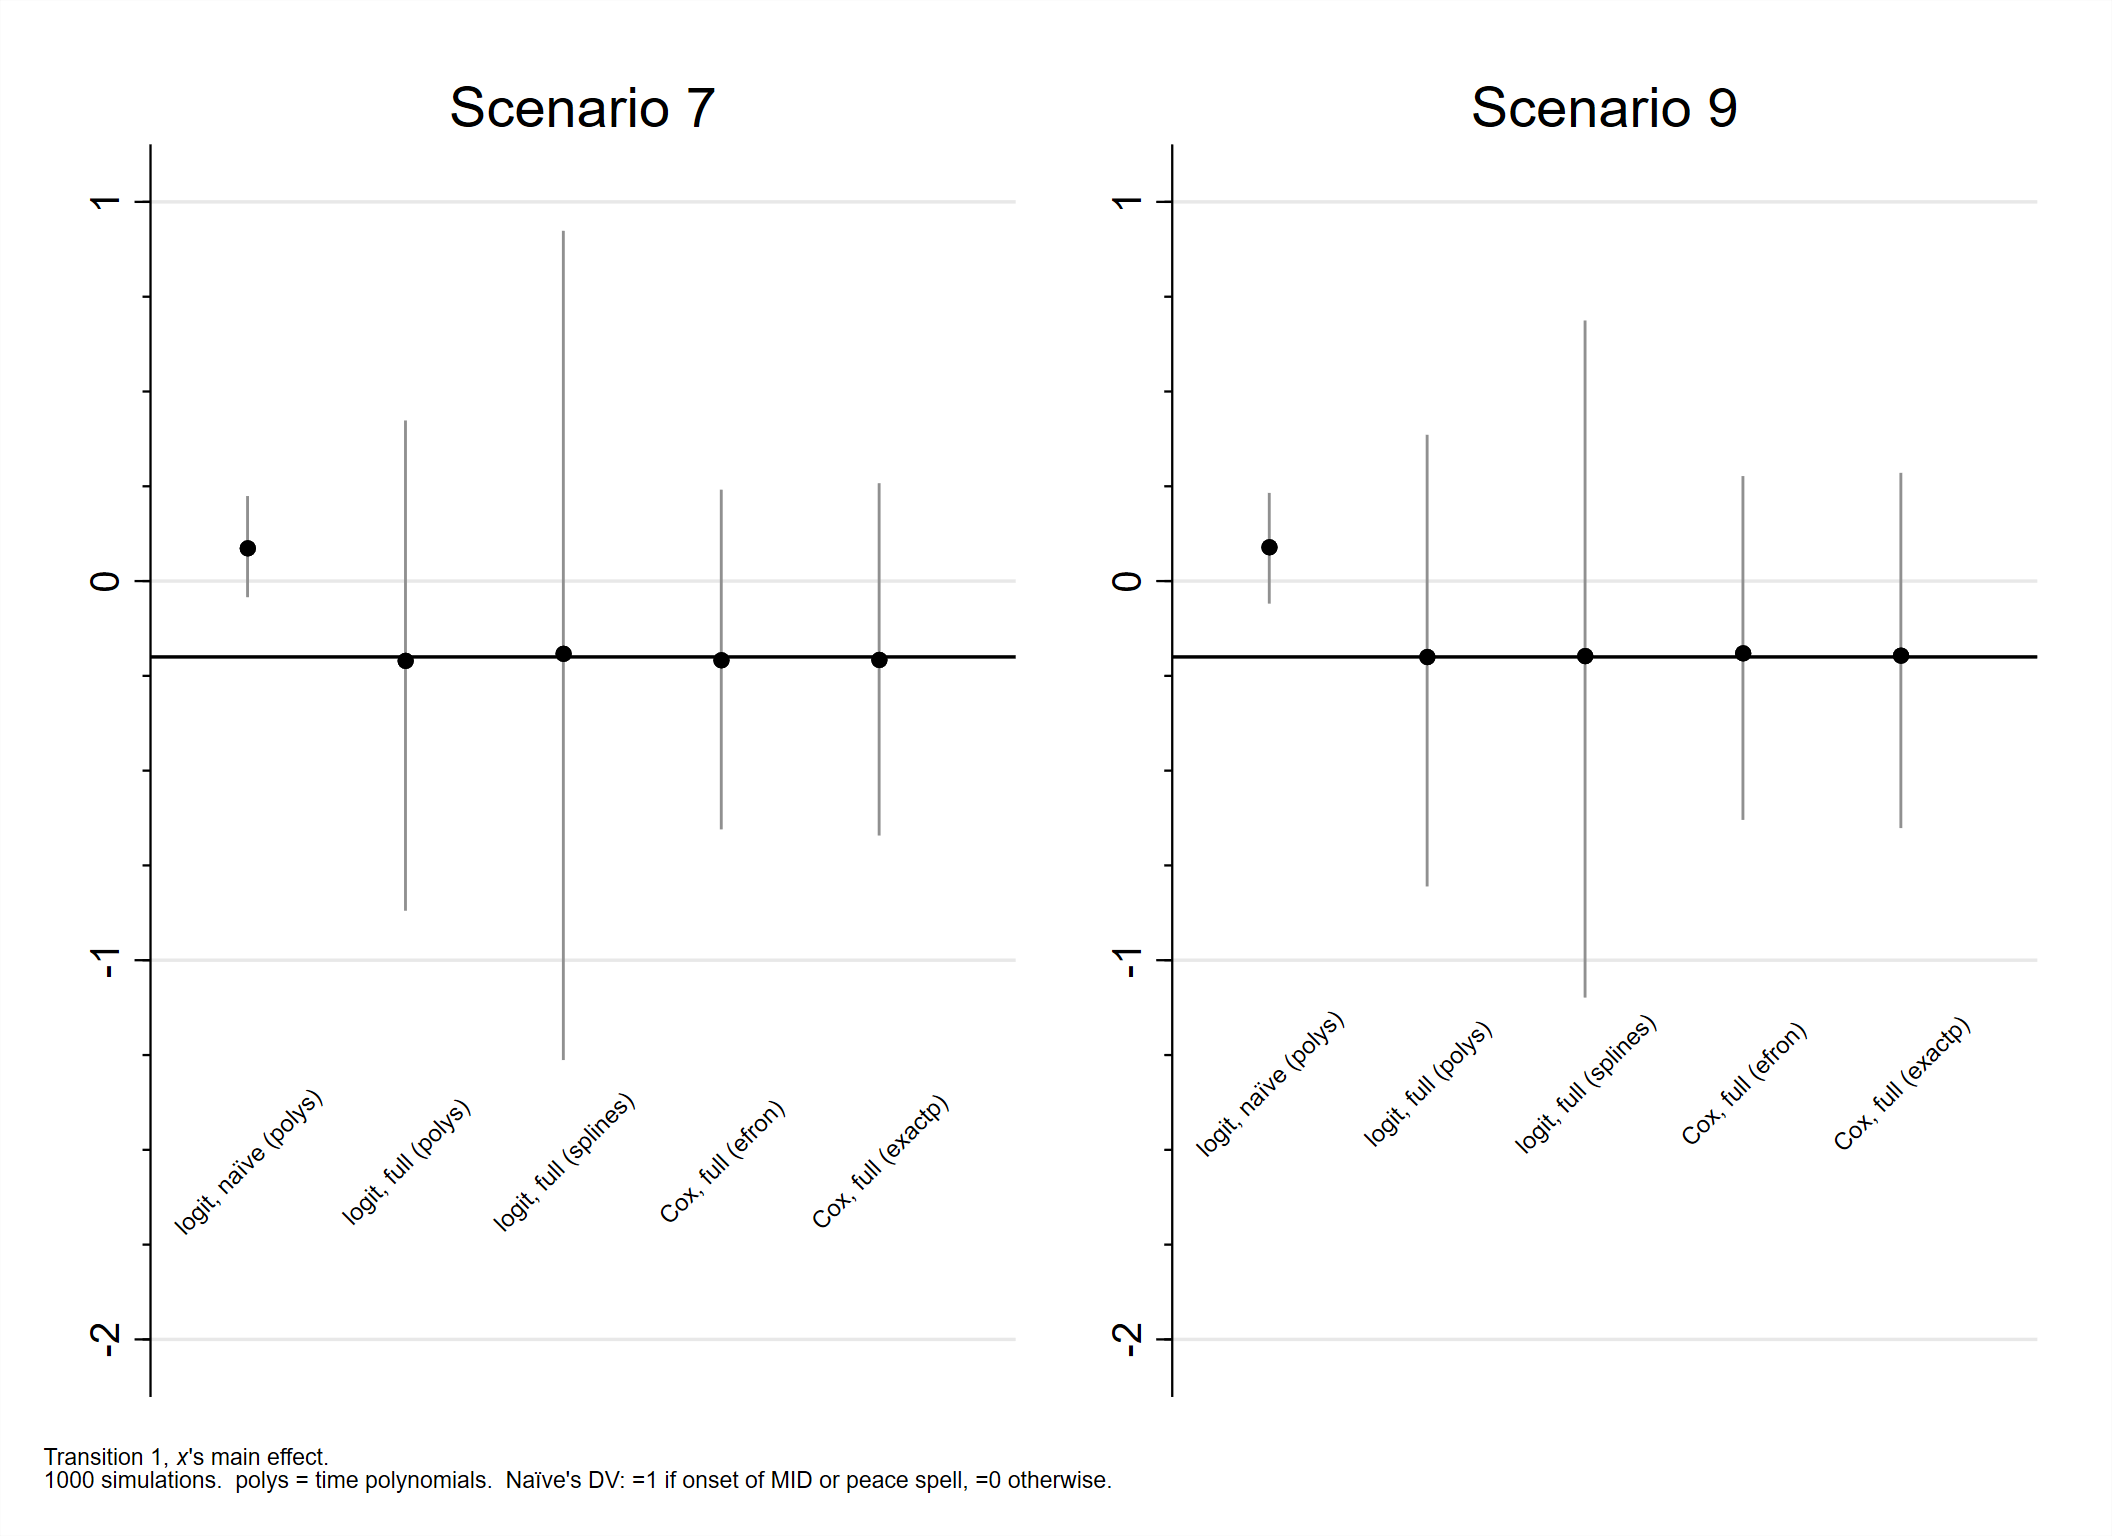 Scenario 7
1
0
-1
-2
logit, naïve (polys)
logit, full (polys)
logit, full (splines)
Cox, full (efron)
Cox, full (exactp)
Scenario 9
1
0
-1
-2
logit, naïve (polys)
logit, full (polys)
logit, full (splines)
Cox, full (efron)
Cox, full (exactp)
Transition 1, x's main effect.
1000 simulations.  polys = time polynomials.  Naïve's DV: =1 if onset of MID or peace spell, =0 otherwise.